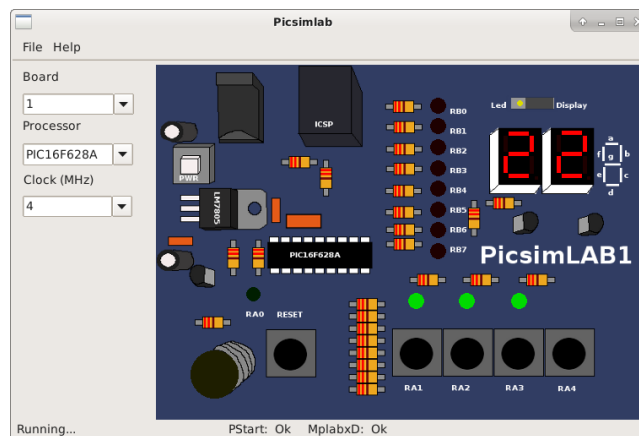 Picsimlab
File Help
Board
1
Processor
PIC16F628A
Clock (MHz)
4
PWR
ICSP
LM7805
PIC16F628A
RA0
RESET
RB0
RB1
RB2
RB3
RB4
RB5
RB6
RB7
Led Display
22
a
f g b
e c
d
PicsimLAB1
RA1 RA2 RA3 RA4
Running... PStart: Ok MplabxD: Ok